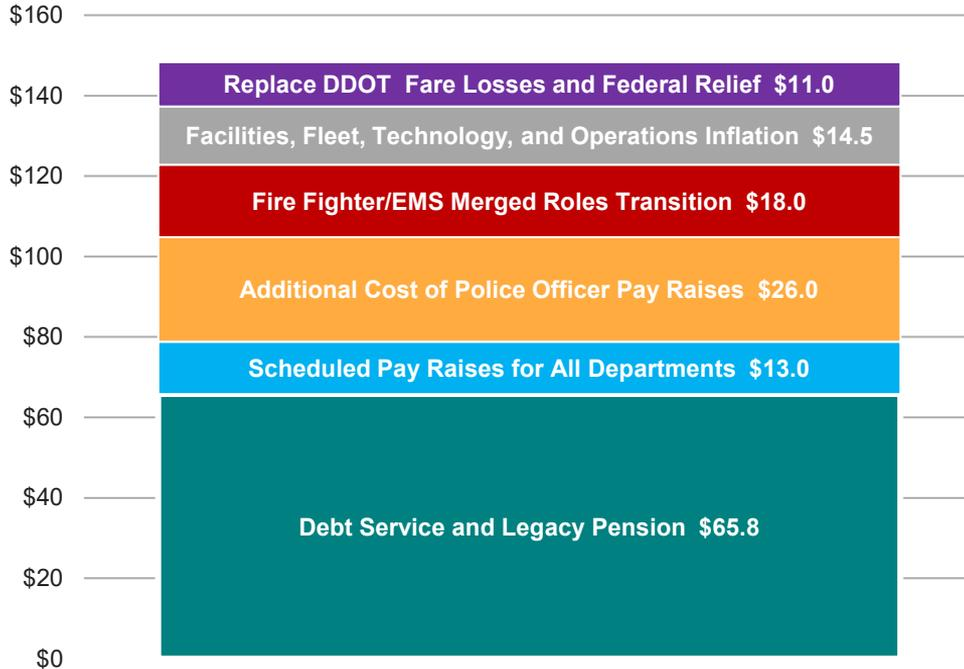 $160
Replace DDOT Fare Losses and Federal Relief $11.0
$140
Facilities, Fleet, Technology, and Operations Inflation $14.5
$120
Fire Fighter/EMS Merged Roles Transition $18.0
$100
Additional Cost of Police Officer Pay Raises $26.0
$80
Scheduled Pay Raises for All Departments $13.0
$60
$40
Debt Service and Legacy Pension $65.8
$20
$0